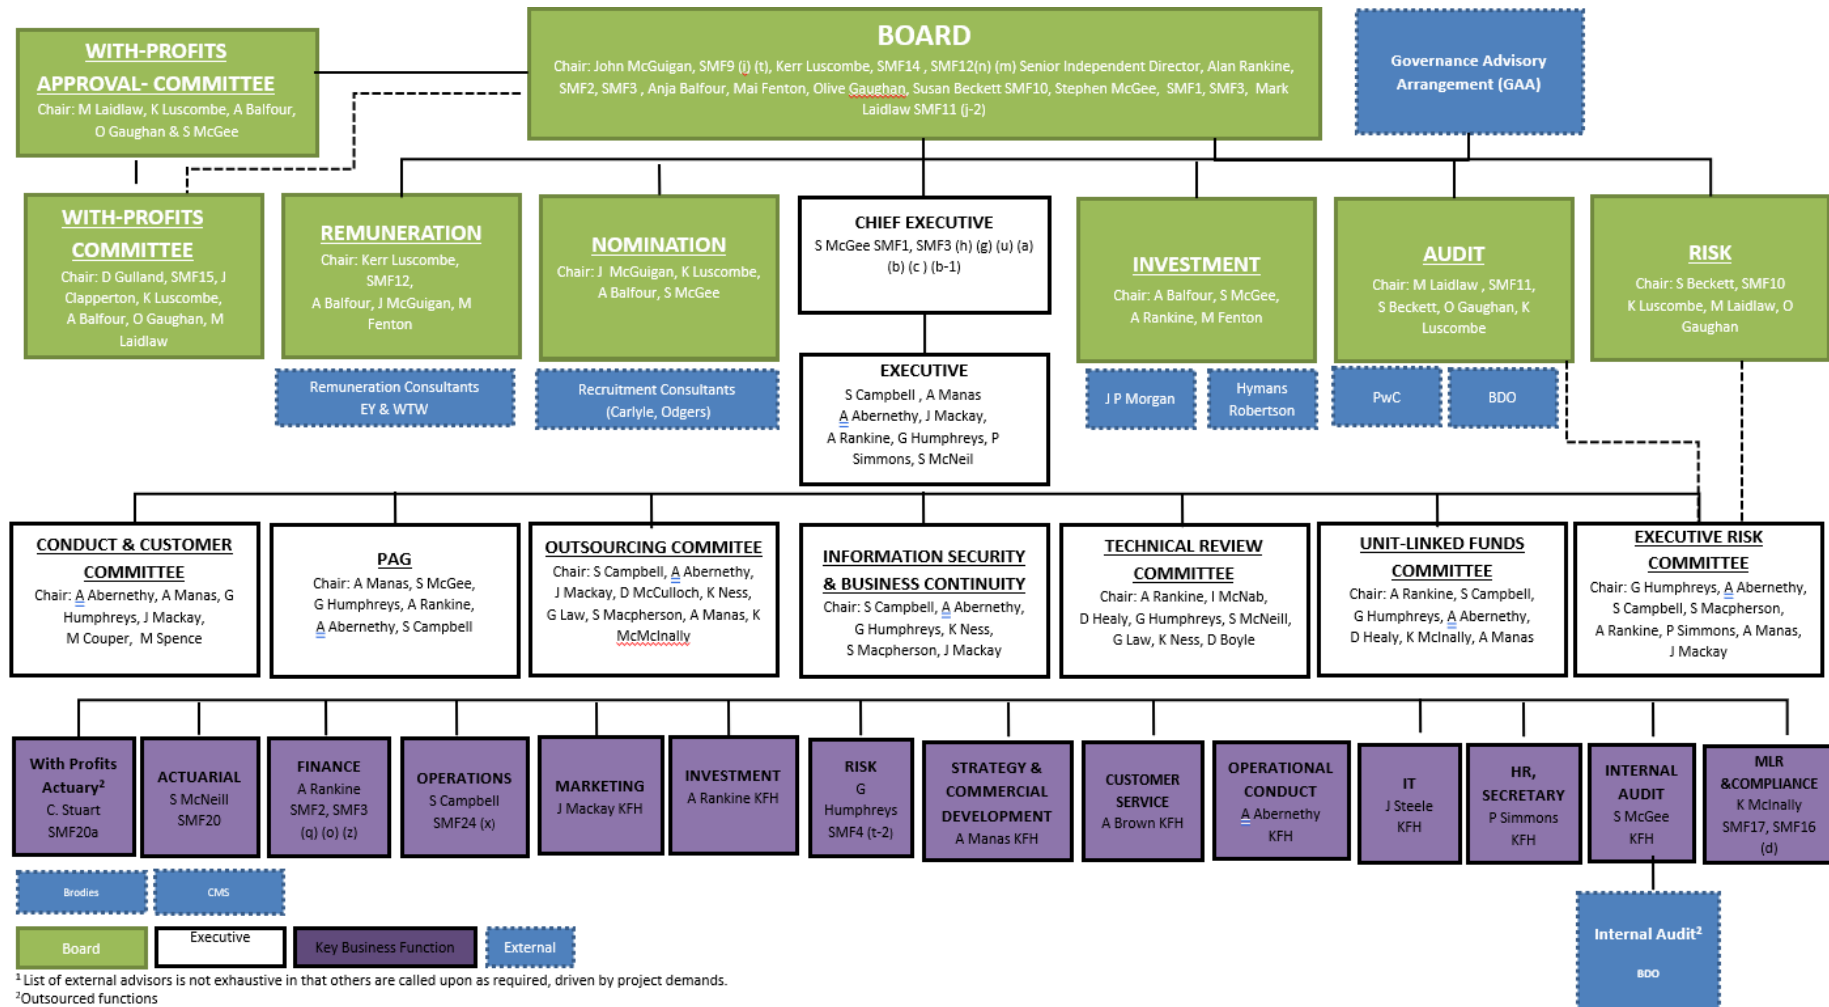 WITH-PROFITS
APPROVAL- COMMITTEE
Chair: M Laidlaw, K Luscombe, A Balfour,
O Gaughan & S McGee
BOARD
Chair: John McGuigan, SMF9 (i) (t), Kerr Luscombe, SMF14 , SMF12(n) (m) Senior Independent Director, Alan Rankine,
SMF2, SMF3 , Anja Balfour, Mai Fenton, Olive Gaughan, Susan Beckett SMF10, Stephen McGee, SMF1, SMF3, Mark
Laidlaw SMF11 (j-2)
Governance Advisory
Arrangement (GAA)
WITH-PROFITS
COMMITTEE
Chair: D Gulland, SMF15, J
Clapperton, K Luscombe,
A Balfour, O Gaughan, M
Laidlaw
REMUNERATION
Chair: Kerr Luscombe,
SMF12,
A Balfour, J McGuigan, M
Fenton
NOMINATION
Chair: J McGuigan, K Luscombe,
A Balfour, S McGee
CHIEF EXECUTIVE
S McGee SMF1, SMF3 (h) (g) (u) (a)
(b) (c ) (b-1)
INVESTMENT
Chair: A Balfour, S McGee,
A Rankine, M Fenton
AUDIT
Chair: M Laidlaw , SMF11,
S Beckett, O Gaughan, K
Luscombe
RISK
Chair: S Beckett, SMF10
K Luscombe, M Laidlaw, O
Gaughan
Remuneration Consultants
EY & WTW
Recruitment Consultants
(Carlyle, Odgers)
EXECUTIVE
S Campbell , A Manas
A Abernethy, J Mackay,
A Rankine, G Humphreys, P
Simmons, S McNeil
J P Morgan
Hymans
Robertson
PwC
BDO
CONDUCT & CUSTOMER
COMMITTEE
Chair: A Abernethy, A Manas, G
Humphreys, J Mackay,
M Couper, M Spence
PAG
Chair: A Manas, S McGee,
G Humphreys, A Rankine,
A Abernethy, S Campbell
OUTSOURCING COMMITEE
Chair: S Campbell, A Abernethy,
J Mackay, D McCulloch, K Ness,
G Law, S Macpherson, A Manas, K
McMcInally
INFORMATION SECURITY
& BUSINESS CONTINUITY
Chair: S Campbell, A Abernethy,
G Humphreys, K Ness,
S Macpherson, J Mackay
TECHNICAL REVIEW
COMMITTEE
Chair: A Rankine, I McNab,
D Healy, G Humphreys, S McNeill,
G Law, K Ness, D Boyle
UNIT-LINKED FUNDS
COMMITTEE
Chair: A Rankine, S Campbell,
G Humphreys, A Abernethy,
D Healy, K McInally, A Manas
EXECUTIVE RISK
COMMITTEE
Chair: G Humphreys, A Abernethy,
S Campbell, S Macpherson,
A Rankine, P Simmons, A Manas,
J Mackay
With Profits
Actuary²
C. Stuart
SMF20a
ACTUARIAL
S McNeill
SMF20
FINANCE
A Rankine
SMF2, SMF3
(q) (o) (z)
OPERATIONS
S Campbell
SMF24 (x)
MARKETING
J Mackay KFH
INVESTMENT
A Rankine KFH
RISK
G
Humphreys
SMF4 (t-2)
STRATEGY &
COMMERCIAL
DEVELOPMENT
A Manas KFH
CUSTOMER
SERVICE
A Brown KFH
OPERATIONAL
CONDUCT
A Abernethy
KFH
IT
J Steele
KFH
HR,
SECRETARY
P Simmons
KFH
INTERNAL
AUDIT
S McGee
KFH
MLR
&COMPLIANCE
K McInally
SMF17, SMF16
(d)
Brodies
CMS
Internal Audit²
BDO
Board
Executive
Key Business Function
External
¹ List of external advisors is not exhaustive in that others are called upon as required, driven by project demands.
²Outsourced functions